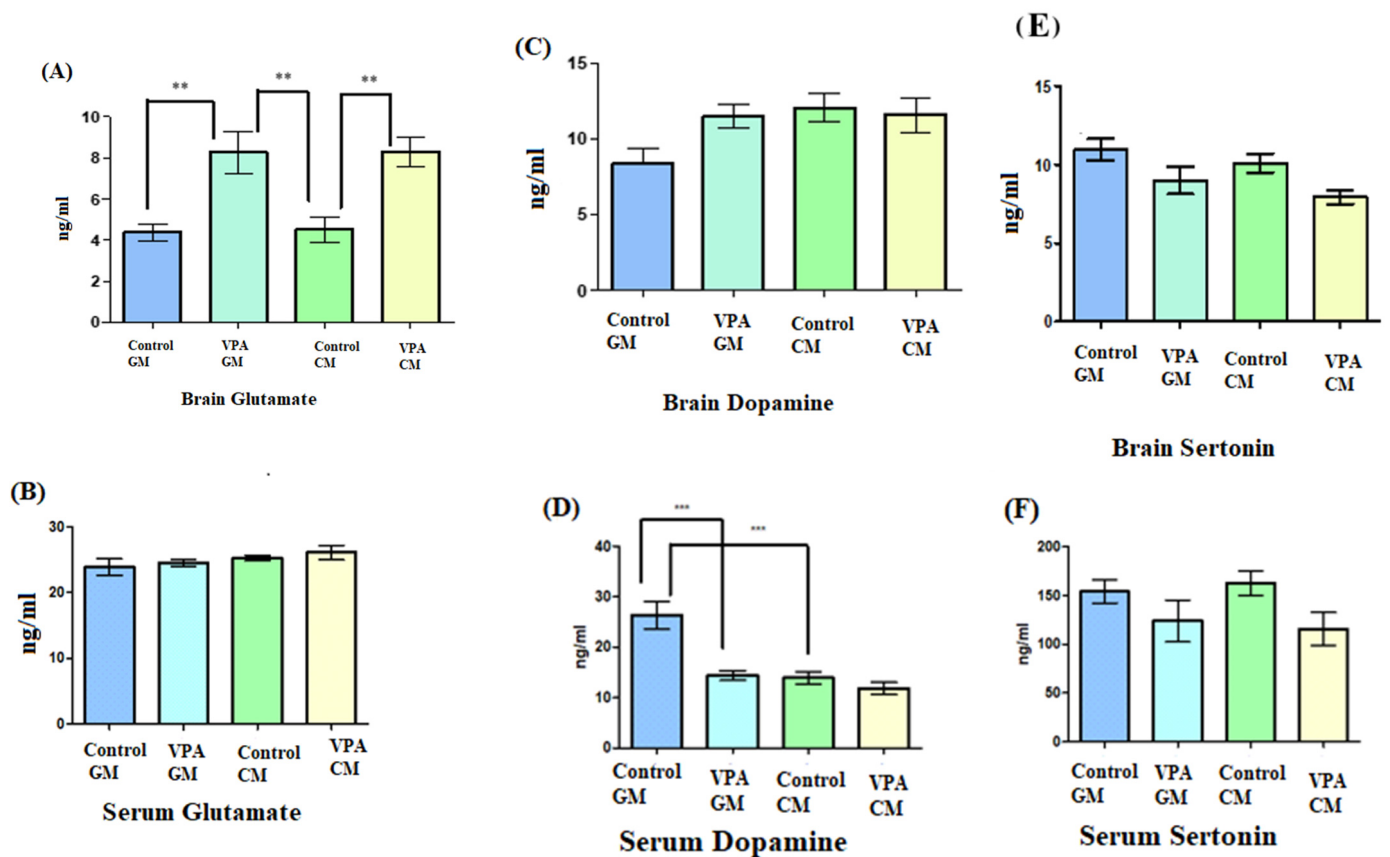 (A)
** ** **
10
8
6
4
2
0
ng/ml
Control VPA Control VPA
GM GM CM CM
Brain Glutamate
(B)
30
20
10
0
ng/ml
Control VPA Control VPA
GM GM CM CM
Serum Glutamate
(C)
15
10
5
0
ng/ml
Control VPA Control VPA
GM GM CM CM
Brain Dopamine
(D)
*** ***
40
30
20
10
0
ng/ml
Control VPA Control VPA
GM GM CM CM
Serum Dopamine
(E)
15
10
5
0
ng/ml
Control VPA Control VPA
GM GM CM CM
Brain Sertonin
(F)
200
150
100
50
0
ng/ml
Control VPA Control VPA
GM GM CM CM
Serum Sertonin